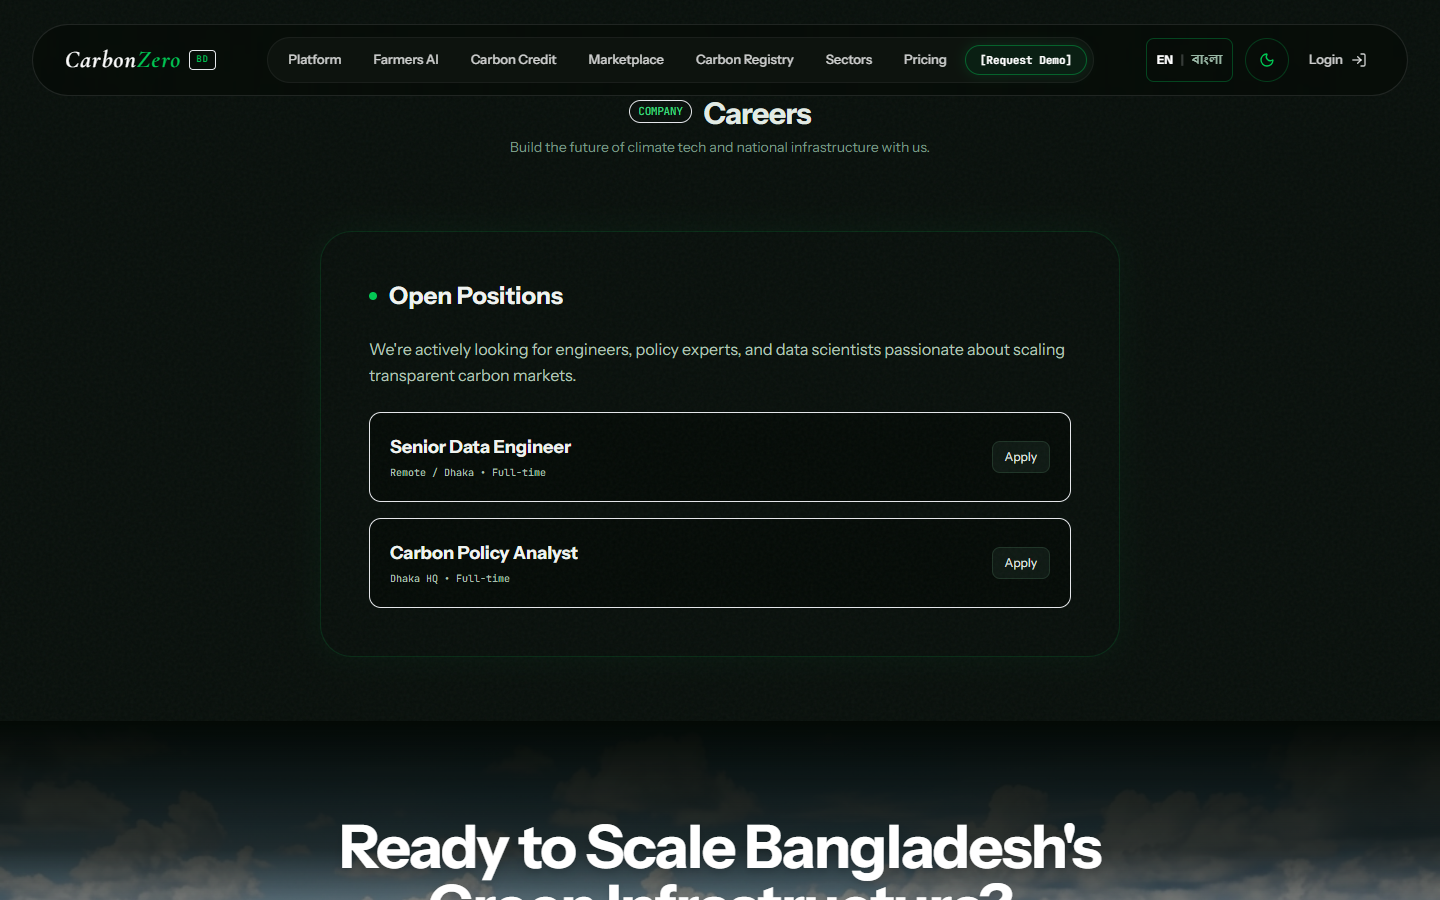 CarbonZero BD
Platform Farmers AI Carbon Credit Marketplace Carbon Registry Sectors Pricing [Request Demo]
EN | বাংলা
Login
COMPANY Careers
Build the future of climate tech and national infrastructure with us.
Open Positions
We're actively looking for engineers, policy experts, and data scientists passionate about scaling
transparent carbon markets.
Senior Data Engineer
Remote / Dhaka • Full-time
Apply
Carbon Policy Analyst
Dhaka HQ • Full-time
Apply
Ready to Scale Bangladesh's
Green Infrastructure?